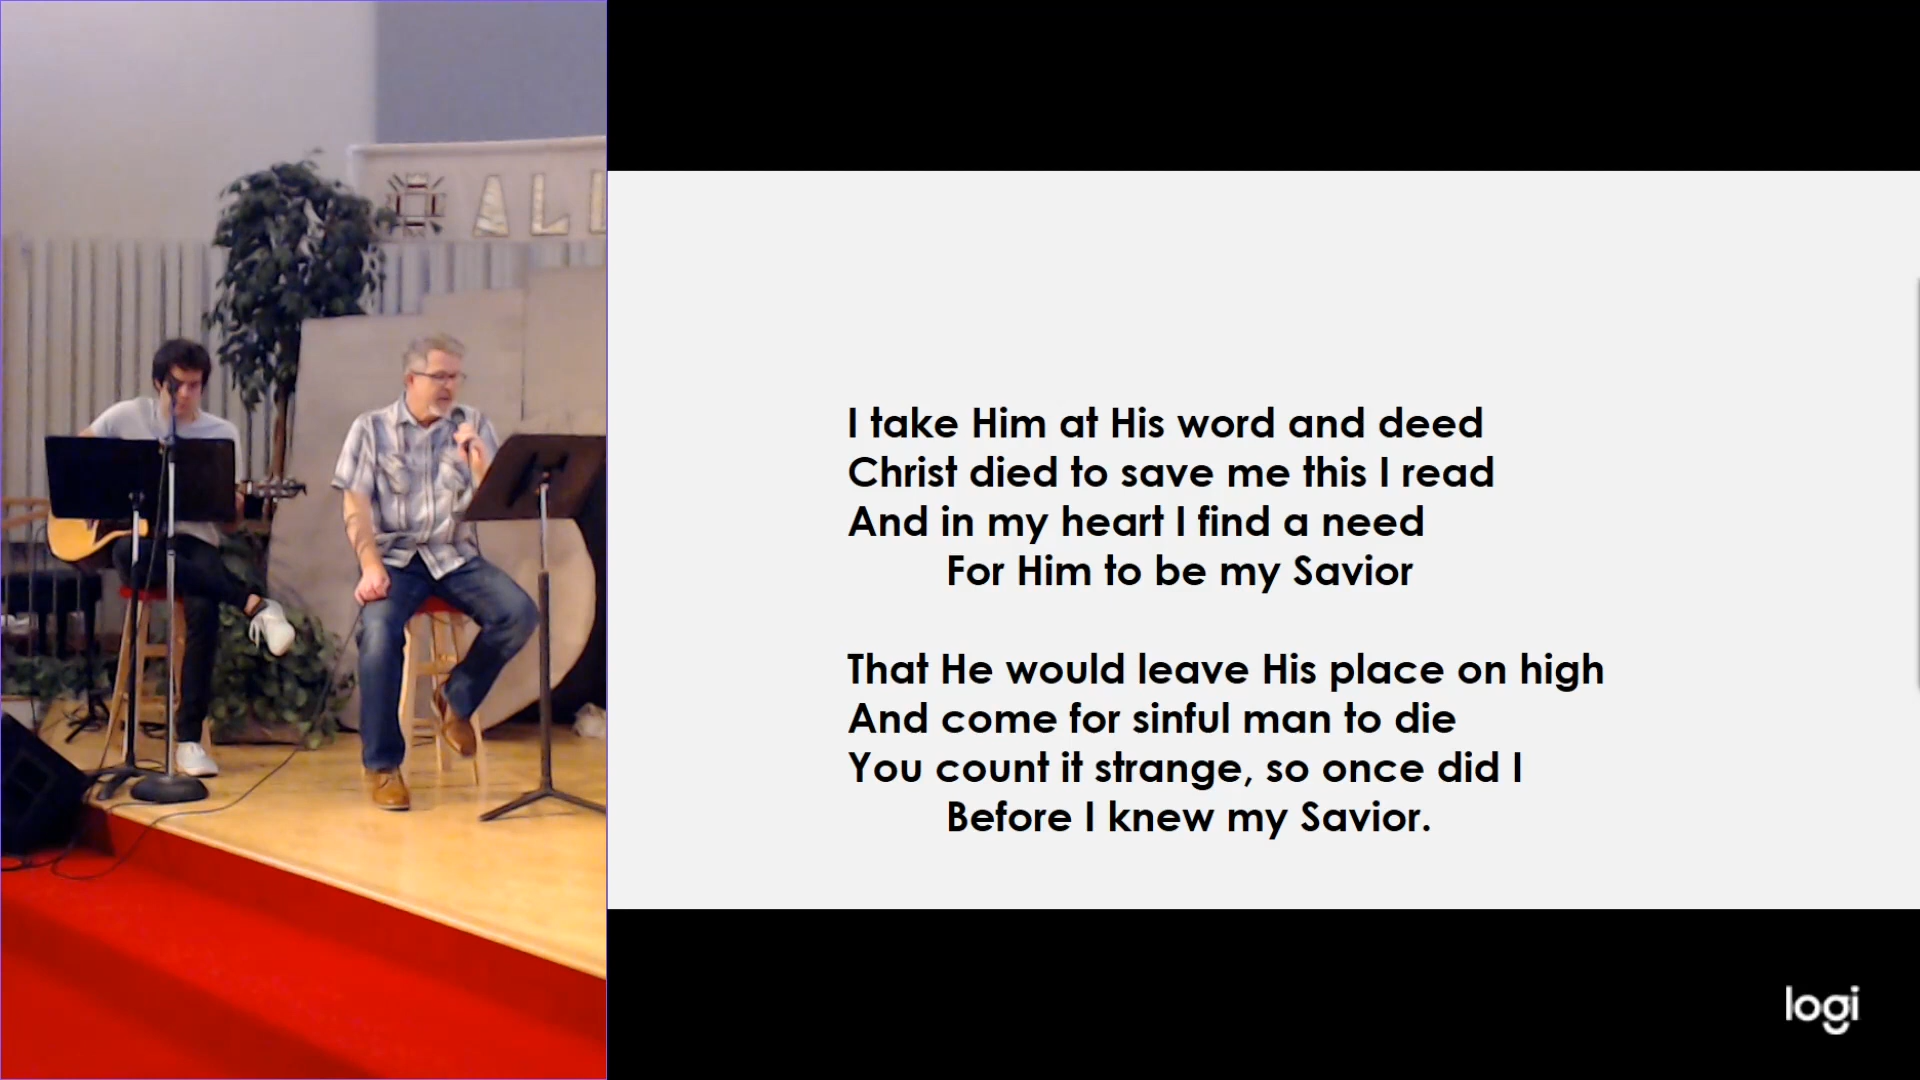 ALL
I take Him at His word and deed
Christ died to save me this I read
And in my heart I find a need
For Him to be my Savior
That He would leave His place on high
And come for sinful man to die
You count it strange, so once did I
Before I knew my Savior.
logi